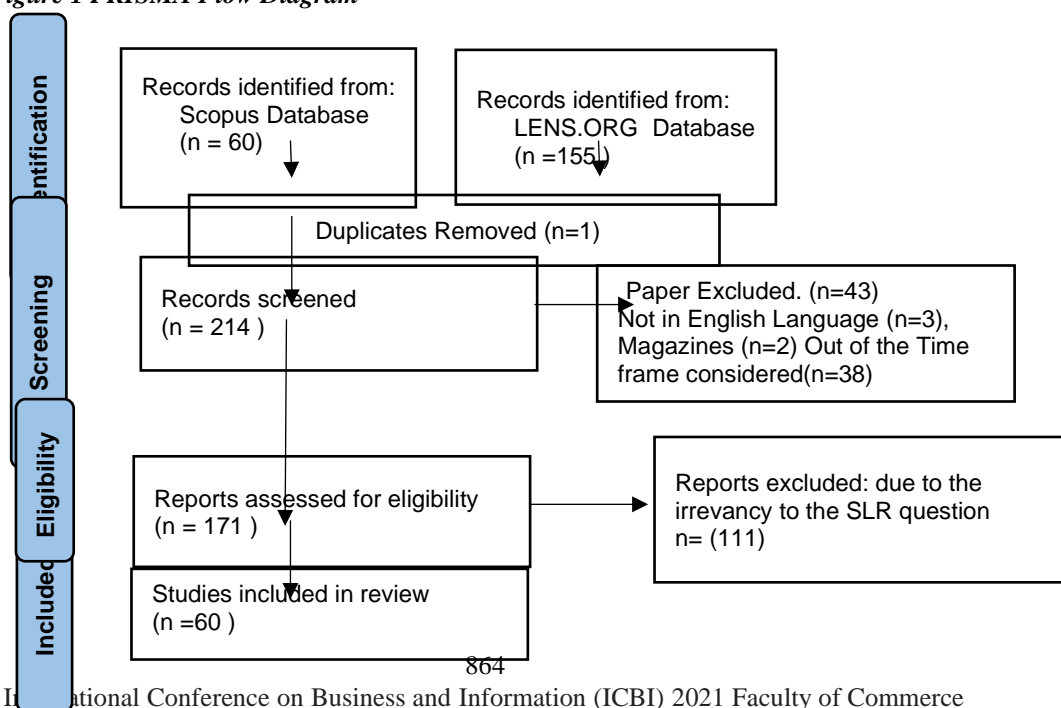 Figure 1 PRISMA Flow Diagram
Records identified from:
Scopus Database
(n = 60)
Records identified from:
LENS.ORG Database
(n =155 )
Duplicates Removed (n=1)
Records screened
(n = 214 )
Paper Excluded. (n=43)
Not in English Language (n=3),
Magazines (n=2) Out of the Time
frame considered(n=38)
Reports assessed for eligibility
(n = 171 )
Reports excluded: due to the
irrevancy to the SLR question
n= (111)
Studies included in review
(n =60 )
entification
Screening
Eligibility
Included
864
International Conference on Business and Information (ICBI) 2021 Faculty of Commerce